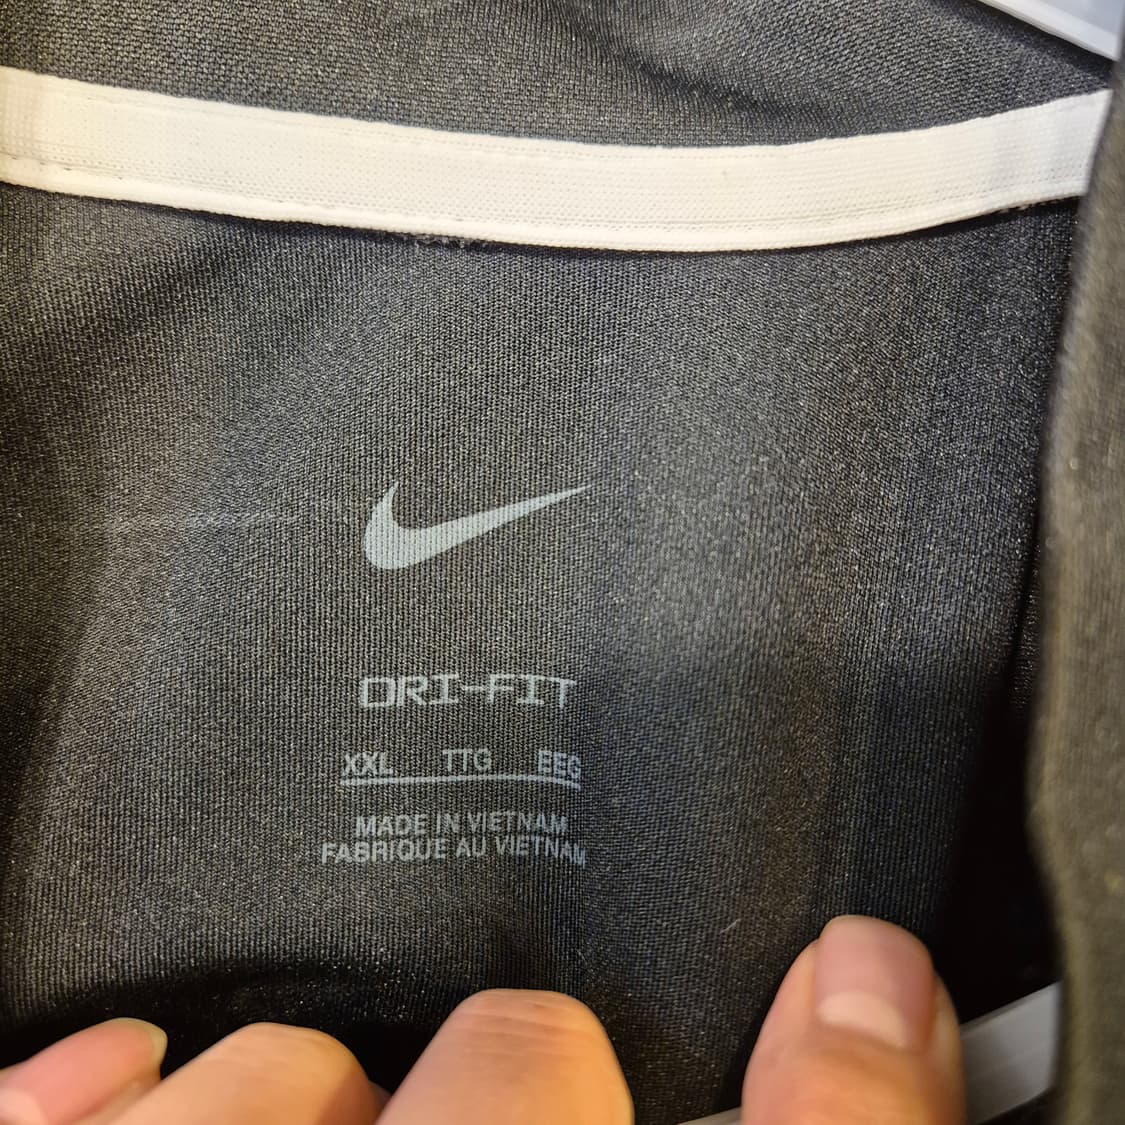 DRI-FIT
XXL TTG EEG
MADE IN VIETNAM
FABRIQUE AU VIETNAM